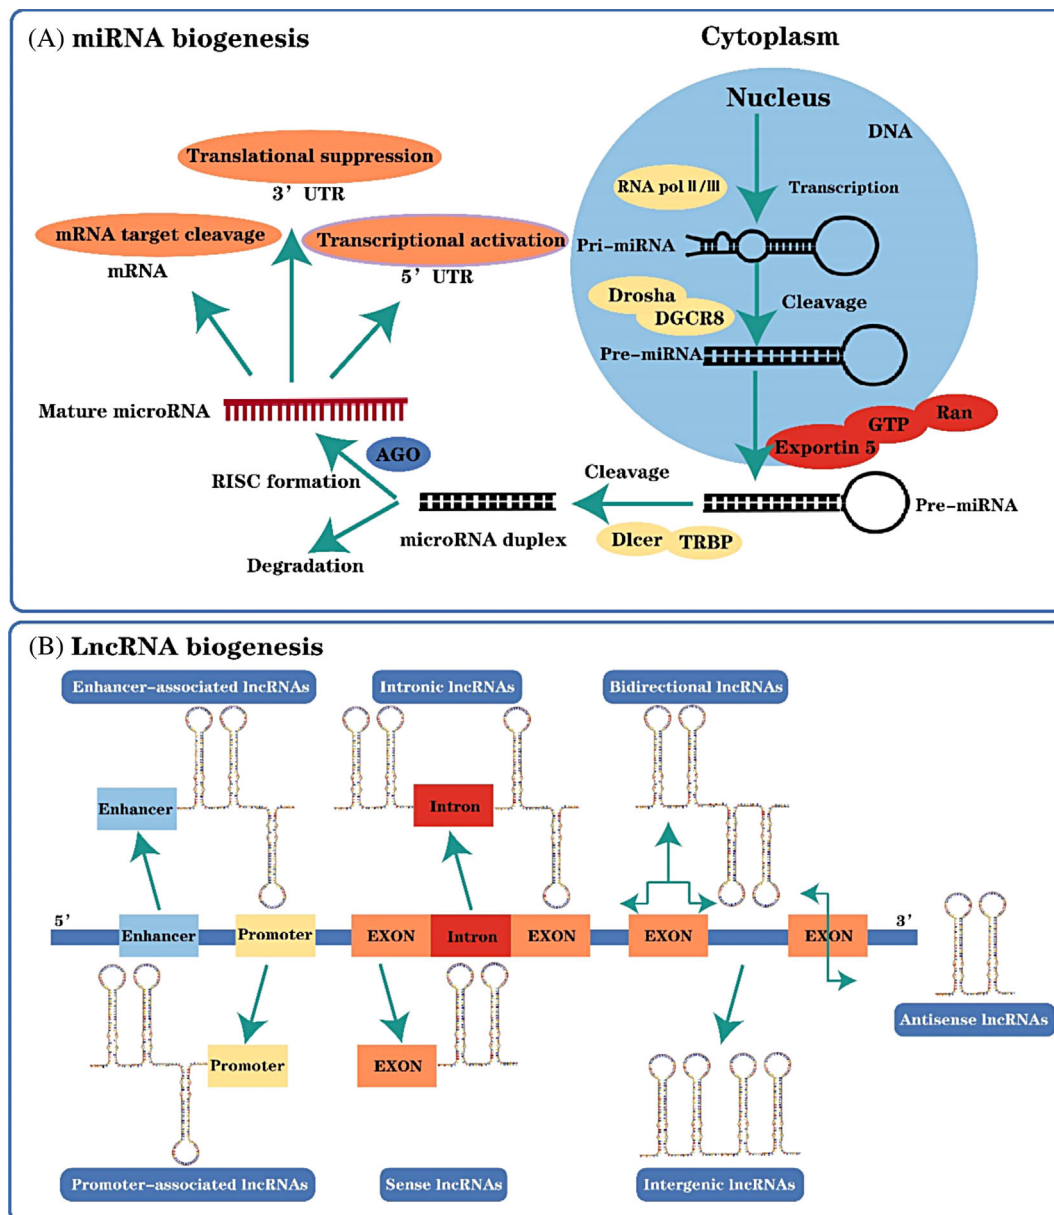 (A) miRNA biogenesis
Cytoplasm
Nucleus
DNA
RNA pol II/III
Transcription
Pri-miRNA
Drosha
DGCR8
Cleavage
Pre-miRNA
Exportin 5
GTP
Ran
Pre-miRNA
Cleavage
Dlcer
TRBP
microRNA duplex
AGO
RISC formation
Degradation
Mature microRNA
mRNA target cleavage
mRNA
Translational suppression
3' UTR
Transcriptional activation
5' UTR
(B) LncRNA biogenesis
Enhancer-associated lncRNAs
Intronic lncRNAs
Bidirectional lncRNAs
Enhancer
Intron
5'
Enhancer
Promoter
EXON
Intron
EXON
EXON
EXON
3'
Antisense lncRNAs
Promoter
EXON
Promoter-associated lncRNAs
Sense lncRNAs
Intergenic lncRNAs